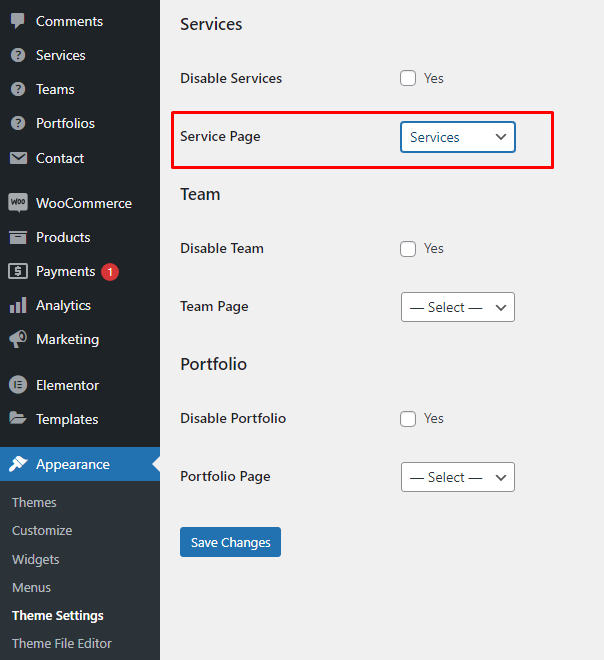 Comments
Services
Teams
Portfolios
Contact
WOO WooCommerce
Products
Payments 1
Analytics
Marketing
Elementor
Templates
Appearance
Themes
Customize
Widgets
Menus
Theme Settings
Theme File Editor
Services
Disable Services Yes
Service Page Services
Team
Disable Team Yes
Team Page — Select —
Portfolio
Disable Portfolio Yes
Portfolio Page — Select —
Save Changes